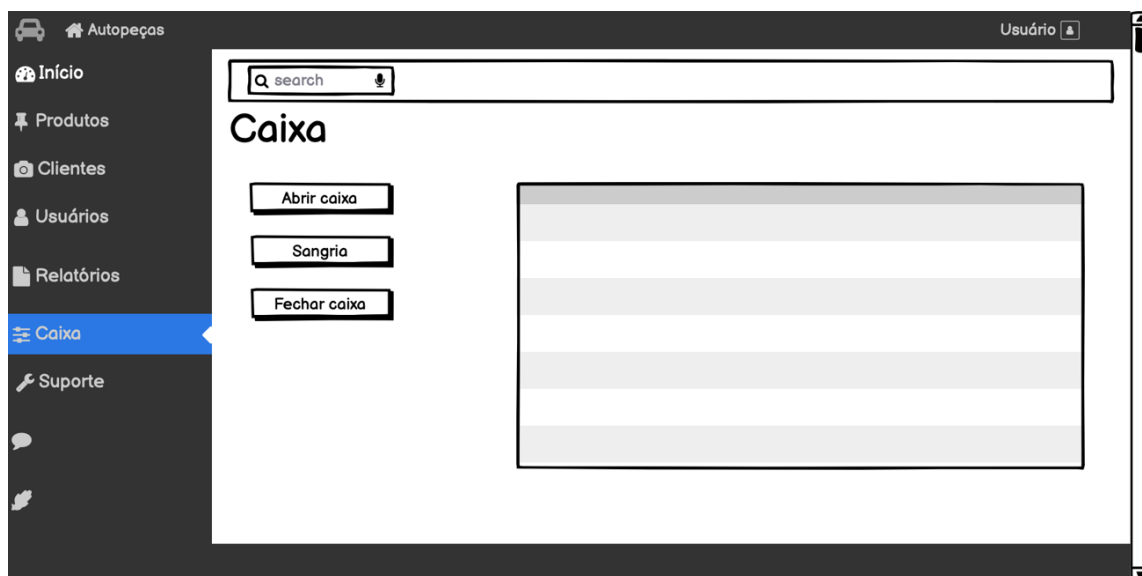 Autopeças
Usuário
Início
Produtos
Clientes
Usuários
Relatórios
Caixa
Suporte
search
Caixa
Abrir caixa
Sangria
Fechar caixa